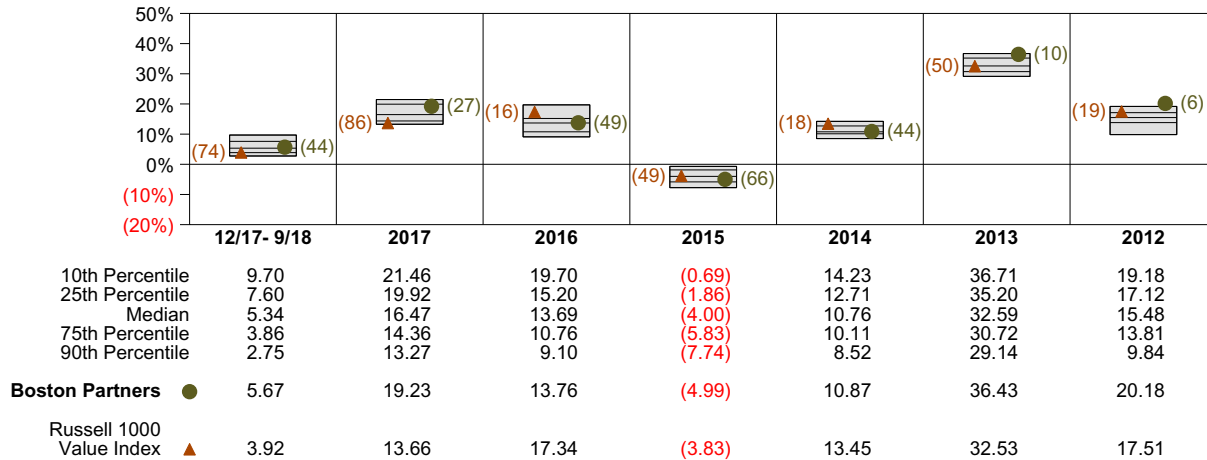 50%
40%
30%
20%
10%
0%
(10%)
(20%)
(74) (44) (86) (27) (16) (49) (49) (66) (18) (44) (50) (10) (19) (6)
12/17- 9/18 2017 2016 2015 2014 2013 2012
10th Percentile 9.70 21.46 19.70 (0.69) 14.23 36.71 19.18
25th Percentile 7.60 19.92 15.20 (1.86) 12.71 35.20 17.12
Median 5.34 16.47 13.69 (4.00) 10.76 32.59 15.48
75th Percentile 3.86 14.36 10.76 (5.83) 10.11 30.72 13.81
90th Percentile 2.75 13.27 9.10 (7.74) 8.52 29.14 9.84
Boston Partners 5.67 19.23 13.76 (4.99) 10.87 36.43 20.18
Russell 1000
Value Index 3.92 13.66 17.34 (3.83) 13.45 32.53 17.51